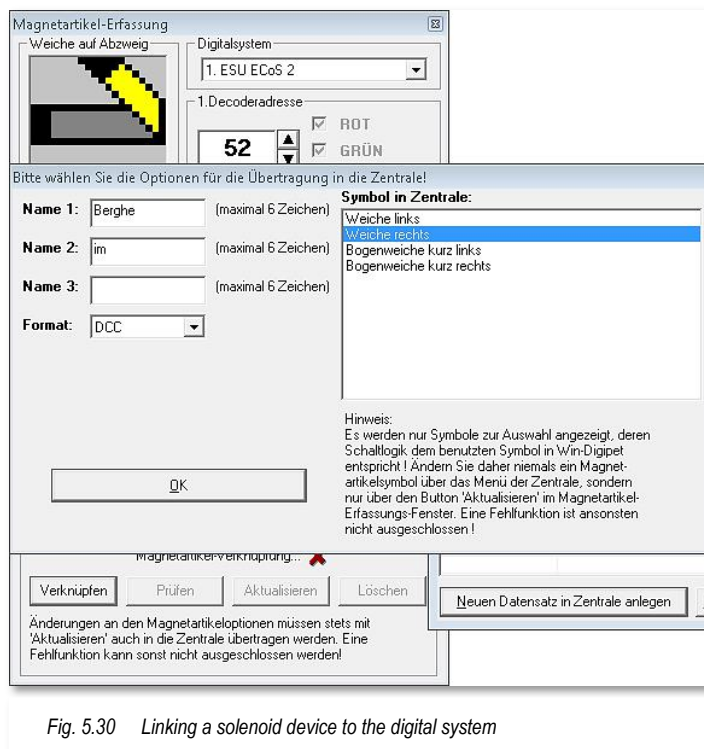 Magnetartikel-Erfassung
Weiche auf Abzweig
Digitalsystem
1. ESU ECoS 2
1.Decoderadresse
52
ROT
GRÜN
Bitte wählen Sie die Optionen für die Übertragung in die Zentrale!
Name 1: Berghe (maximal 6 Zeichen)
Name 2: im (maximal 6 Zeichen)
Name 3: (maximal 6 Zeichen)
Format: DCC
Symbol in Zentrale:
Weiche links
Weiche rechts
Bogenweiche kurz links
Bogenweiche kurz rechts
Hinweis:
Es werden nur Symbole zur Auswahl angezeigt, deren
Schaltlogik dem benutzten Symbol in Win-Digipet
entspricht ! Ändern Sie daher niemals ein Magnet-
artikelsymbol über das Menü der Zentrale, sondern
nur über den Button 'Aktualisieren' im Magnetartikel-
Erfassungs-Fenster. Eine Fehlfunktion ist ansonsten
nicht ausgeschlossen !
OK
Magnetartikel-Verknüpfung...
Verknüpfen Prüfen Aktualisieren Löschen
Neuen Datensatz in Zentrale anlegen
Änderungen an den Magnetartikeloptionen müssen stets mit
'Aktualisieren' auch in die Zentrale übertragen werden. Eine
Fehlfunktion kann sonst nicht ausgeschlossen werden!
Fig. 5.30 Linking a solenoid device to the digital system